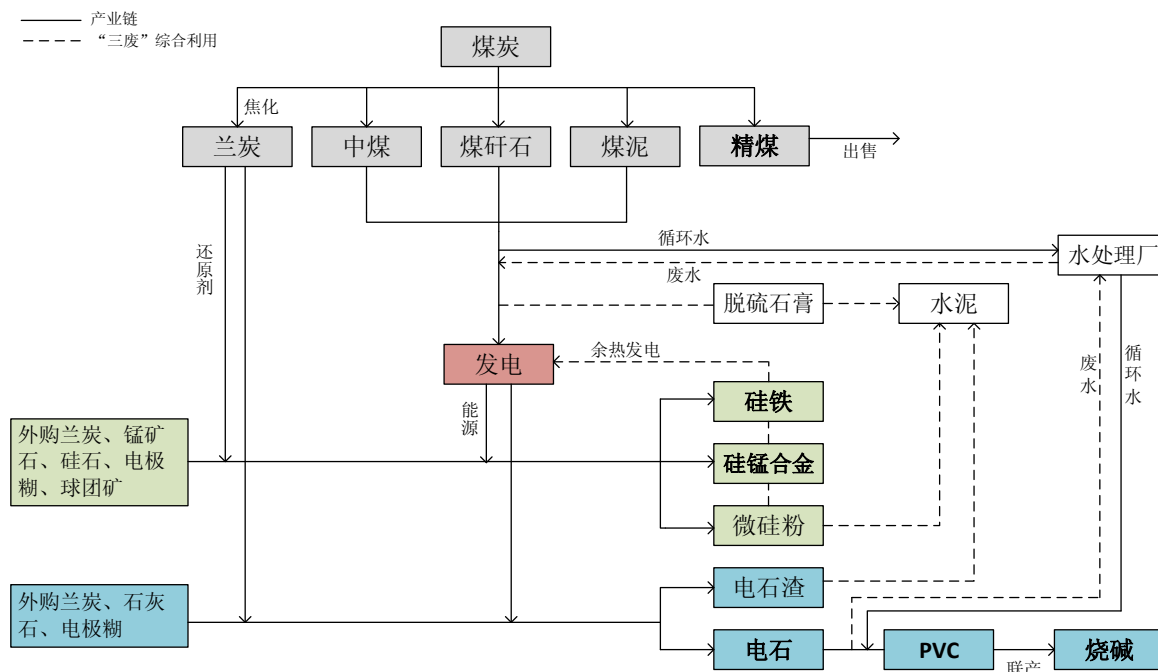 产业链
“三废”综合利用
煤炭
焦化
兰炭
中煤
煤矸石
煤泥
精煤
出售
还原剂
循环水
废水
水处理厂
脱硫石膏
水泥
余热发电
发电
能源
废水
循环水
硅铁
外购兰炭、锰矿
石、硅石、电极
糊、球团矿
硅锰合金
微硅粉
电石渣
外购兰炭、石灰
石、电极糊
电石
PVC
联产
烧碱